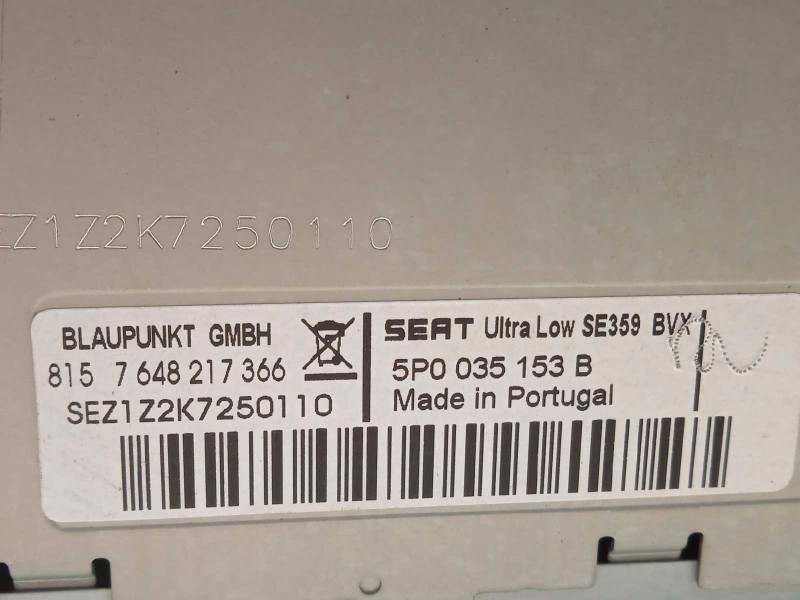 EZ1Z2K7250110
BLAUPUNKT GMBH
815 7 648 217 366
SEZ1Z2K7250110
SEAT Ultra Low SE359 BVX
5P0 035 153 B
Made in Portugal